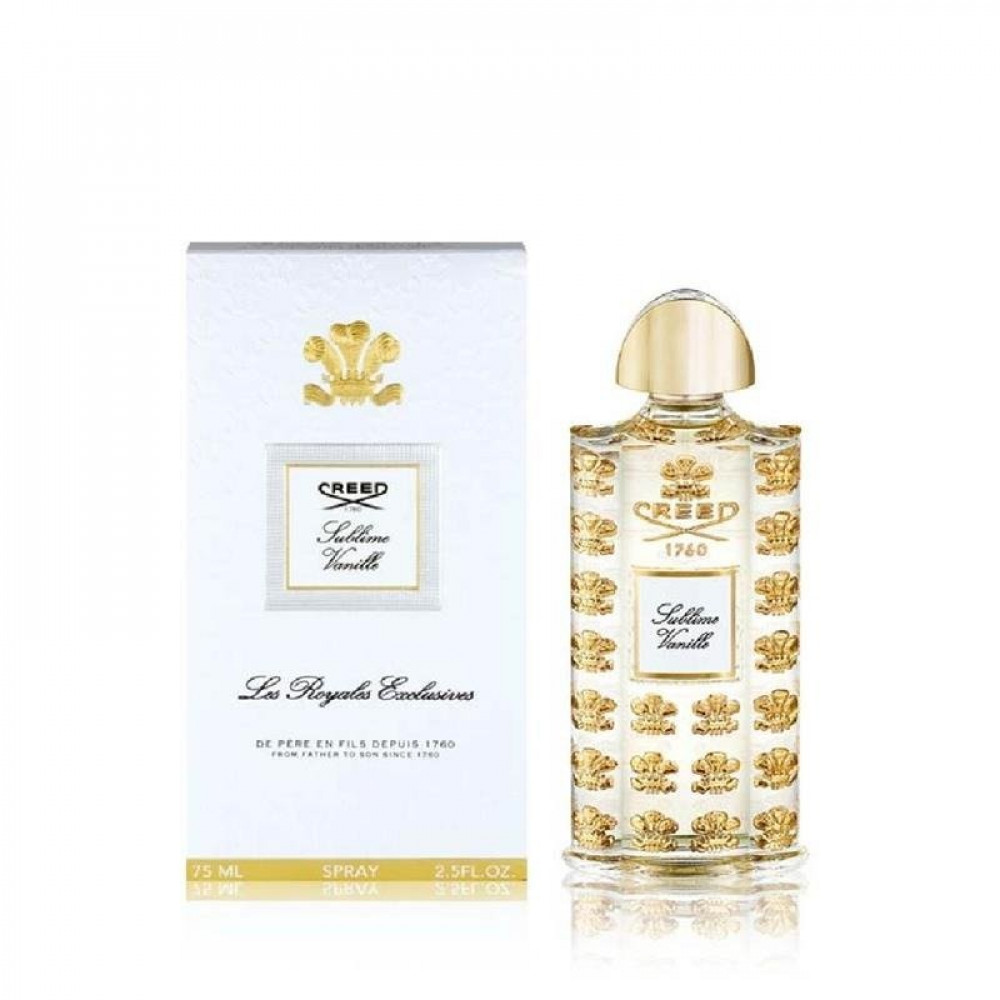 CREED
1760
Sublime
Vanille
Les Royales Exclusives
DE PÈRE EN FILS DEPUIS 1760
FROM FATHER TO SON SINCE 1760
75 ML SPRAY 2.5FL.OZ.
CREED
1760
Sublime
Vanille